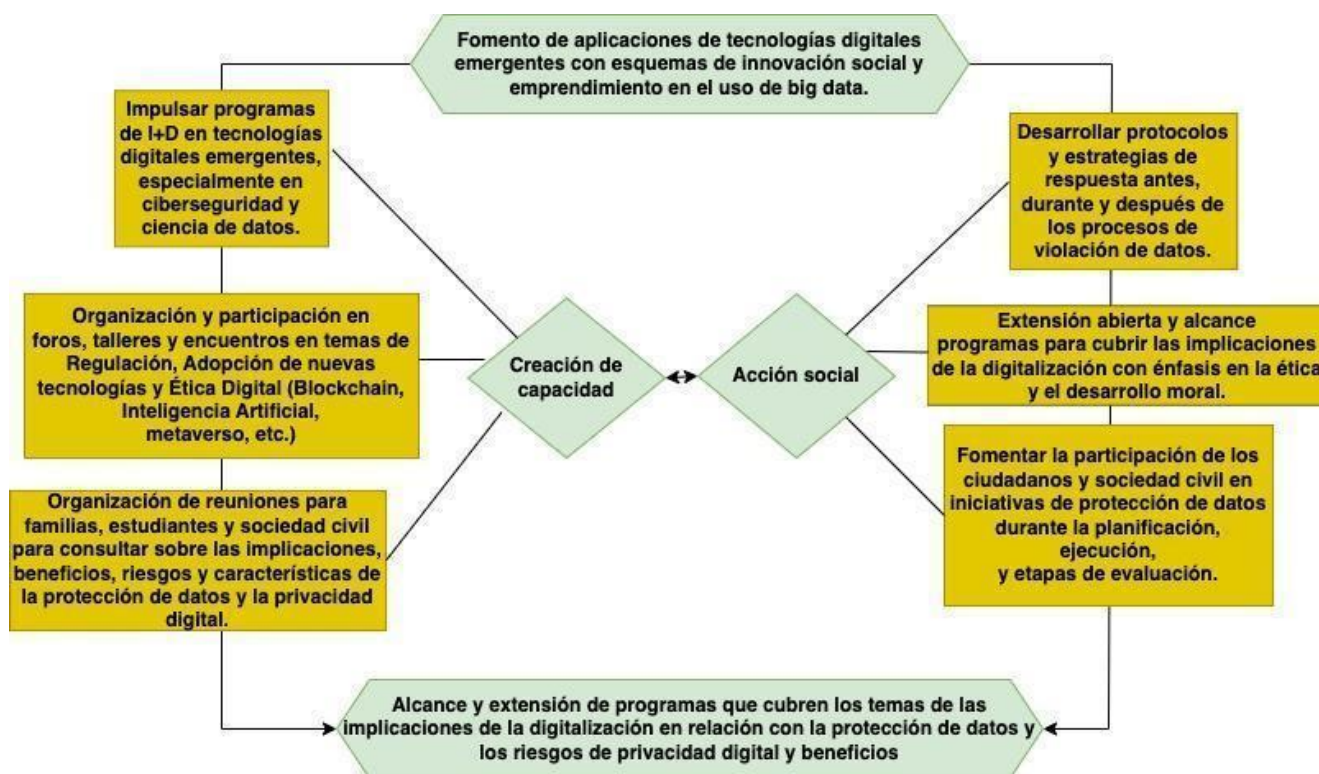 Fomento de aplicaciones de tecnologías digitales
emergentes con esquemas de innovación social y
emprendimiento en el uso de big data.
Impulsar programas
de I+D en tecnologías
digitales emergentes,
especialmente en
ciberseguridad y
ciencia de datos.
Desarrollar protocolos
y estrategias de
respuesta antes,
durante y después de
los procesos de
violación de datos.
Organización y participación en
foros, talleres y encuentros en temas de
Regulación, Adopción de nuevas
tecnologías y Ética Digital (Blockchain,
Inteligencia Artificial,
metaverso, etc.)
Creación de
capacidad
Acción social
Extensión abierta y alcance
programas para cubrir las implicaciones
de la digitalización con énfasis en la ética
y el desarrollo moral.
Organización de reuniones para
familias, estudiantes y sociedad civil
para consultar sobre las implicaciones,
beneficios, riesgos y características de
la protección de datos y la privacidad
digital.
Fomentar la participación de los
ciudadanos y sociedad civil en
iniciativas de protección de datos
durante la planificación,
ejecución,
y etapas de evaluación.
Alcance y extensión de programas que cubren los temas de las
implicaciones de la digitalización en relación con la protección de datos y
los riesgos de privacidad digital y beneficios